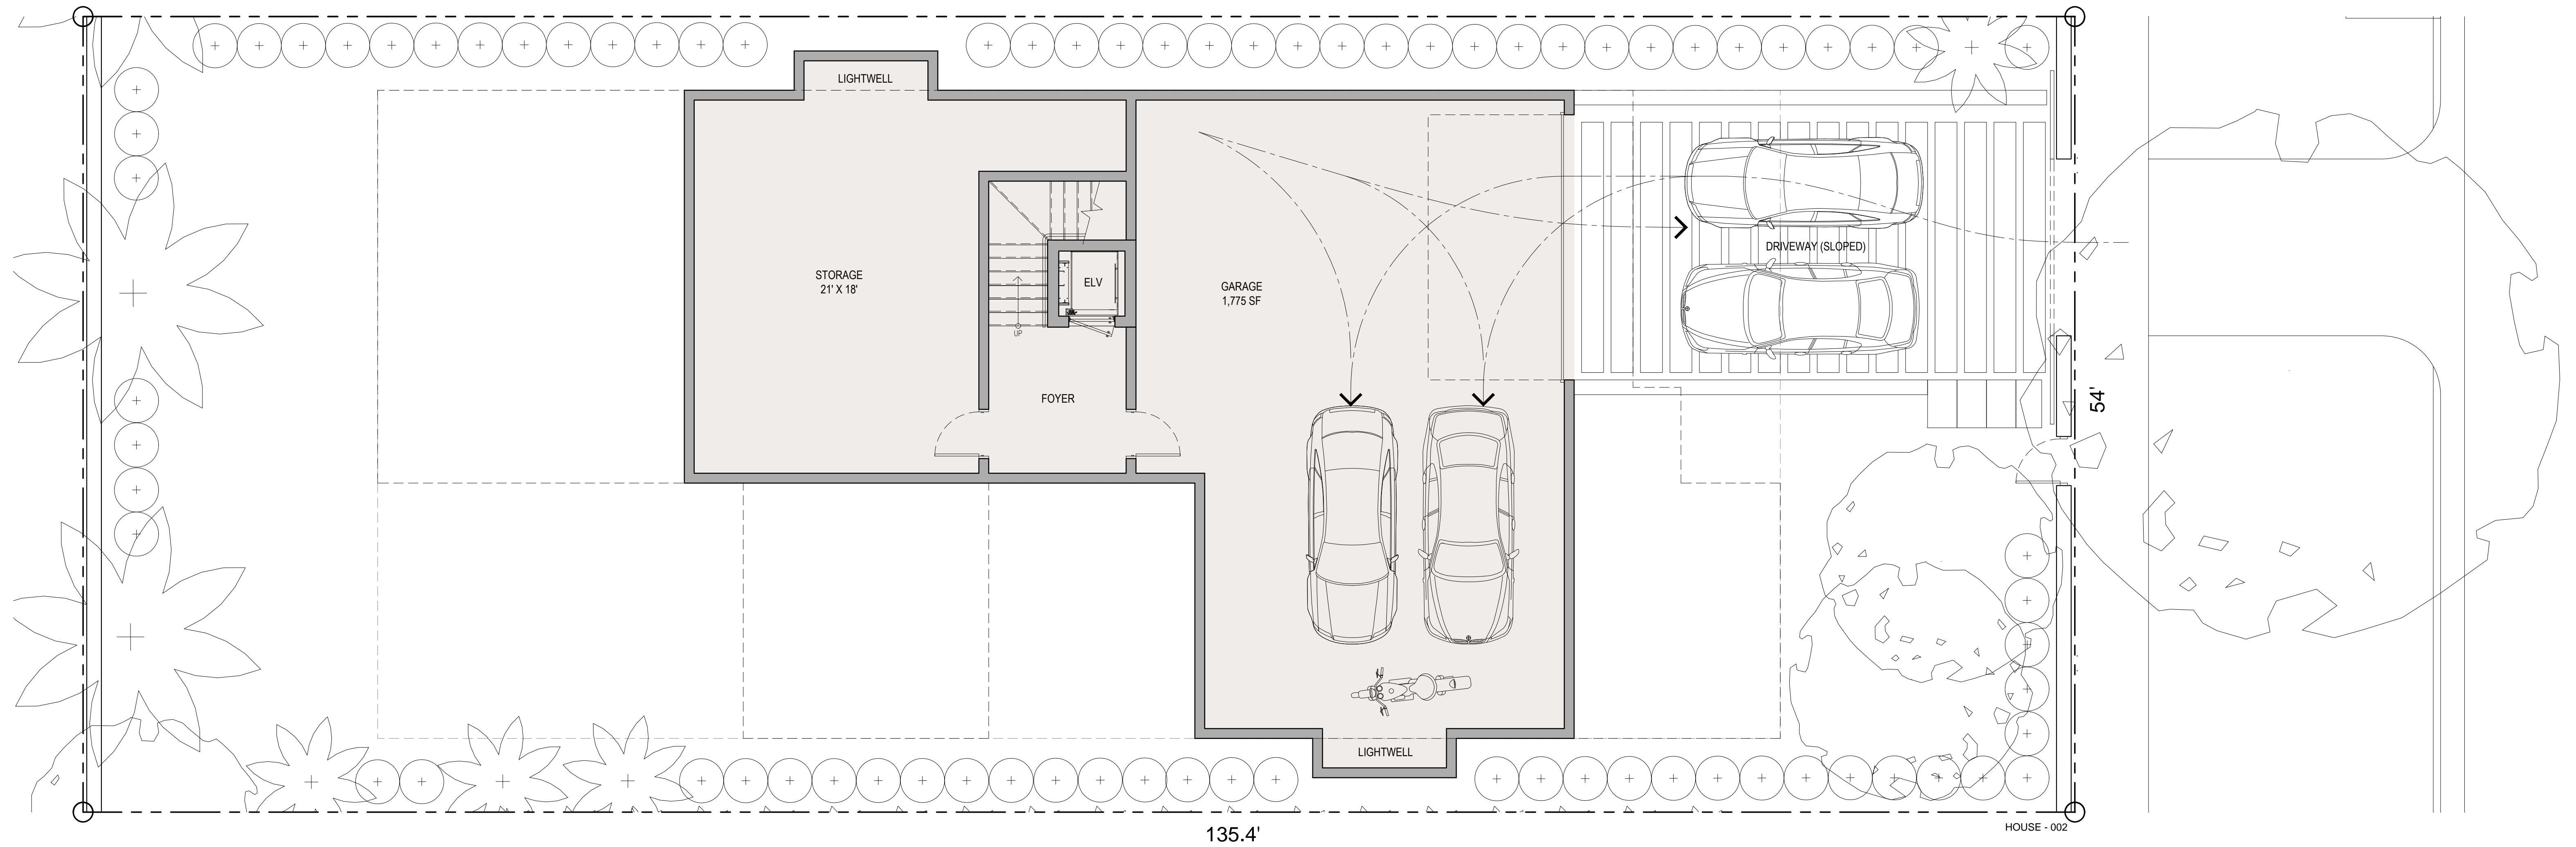 LIGHTWELL
STORAGE
21' X 18'
ELV
UP
FOYER
GARAGE
1,775 SF
DRIVEWAY (SLOPED)
54'
LIGHTWELL
HOUSE - 002
135.4'